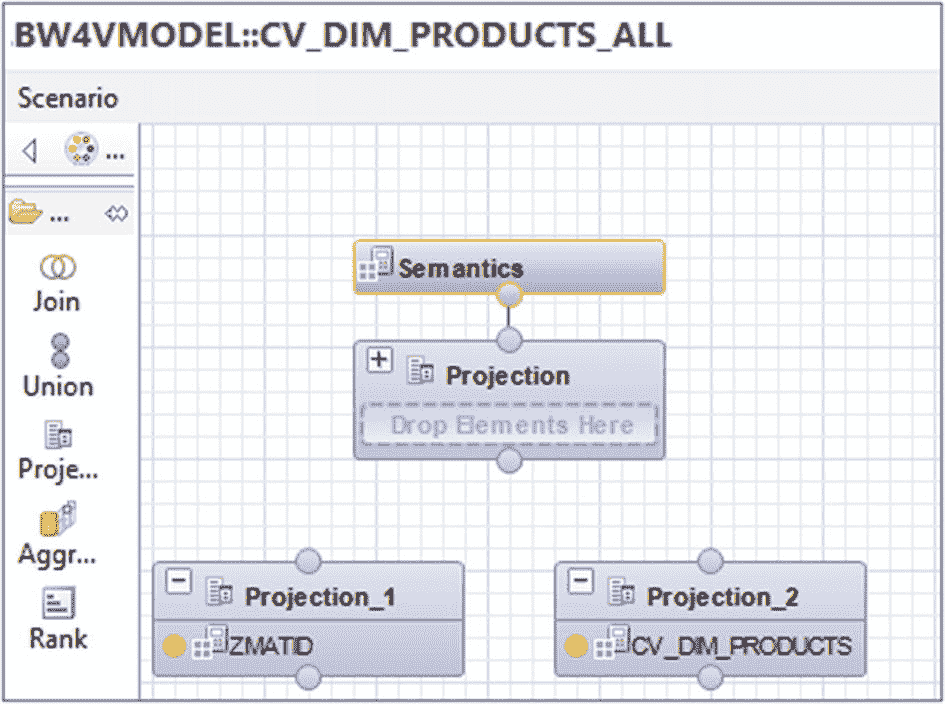 BW4VMODEL::CV_DIM_PRODUCTS_ALL
Scenario
...
...
Join
Union
Proje...
Aggr...
Rank
Semantics
Projection
Drop Elements Here
Projection_1
ZMATID
Projection_2
CV_DIM_PRODUCTS